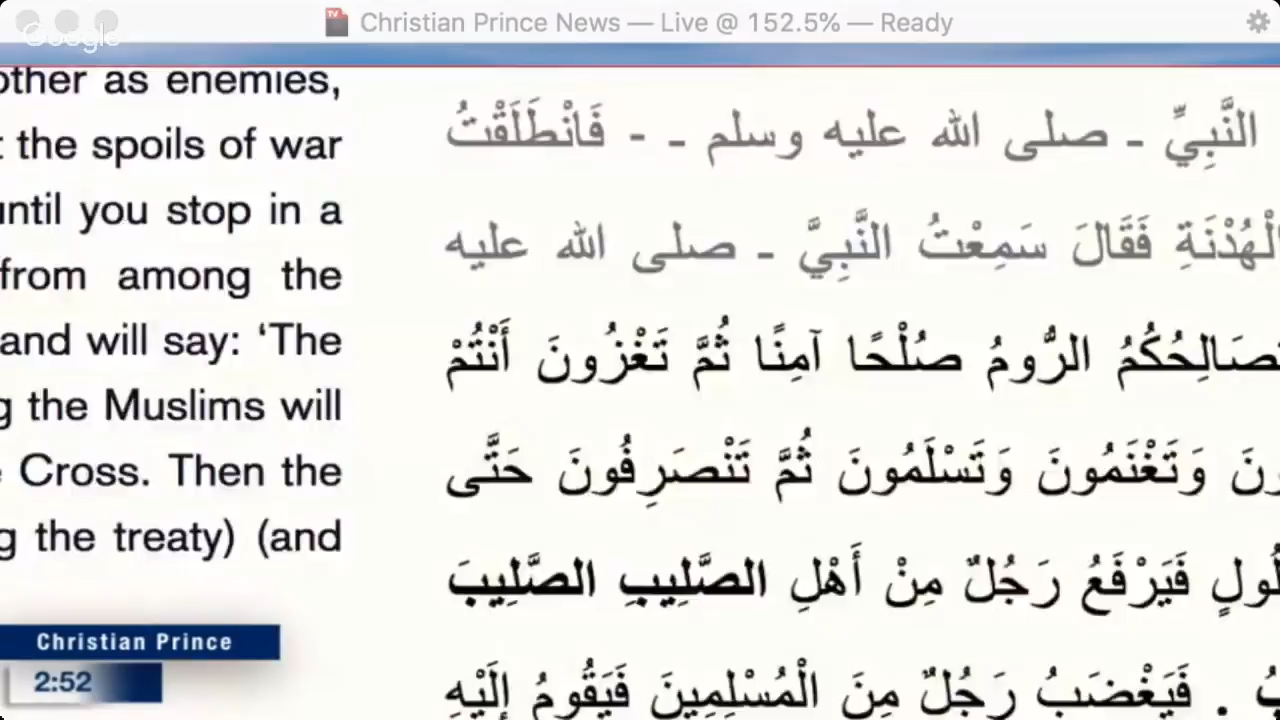 Christian Prince News — Live @ 152.5% — Ready
Google
other as enemies,
the spoils of war
until you stop in a
from among the
and will say: ‘The
the Muslims will
Cross. Then the
the treaty) (and
النَّبِيِّ ـ صلى الله عليه وسلم ـ - فَانْطَلَقْتُ
الْهُدْنَةِ فَقَالَ سَمِعْتُ النَّبِيَّ ـ صلى الله عليه
آمِنًا ثُمَّ تَغْزُونَ أَنْتُمْ الرُّومُ صُلْحًا
وَتَغْنَمُونَ وَتَسْلَمُونَ ثُمَّ تَنْصَرِفُونَ حَتَّى
فَيَرْفَعُ رَجُلٌ مِنْ أَهْلِ الصَّلِيبِ الصَّلِيبَ
. فَيَغْضَبُ رَجُلٌ مِنَ الْمُسْلِمِينَ فَيَقُومُ إِلَيْهِ
Christian Prince
2:52